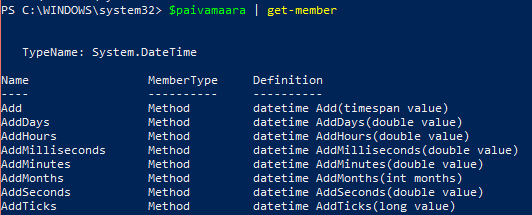 PS C:\WINDOWS\system32> $paivamaara | get-member
TypeName: System.DateTime
Name MemberType Definition
---- ---------- ----------
Add Method datetime Add(timespan value)
AddDays Method datetime AddDays(double value)
AddHours Method datetime AddHours(double value)
AddMilliseconds Method datetime AddMilliseconds(double value)
AddMinutes Method datetime AddMinutes(double value)
AddMonths Method datetime AddMonths(int months)
AddSeconds Method datetime AddSeconds(double value)
AddTicks Method datetime AddTicks(long value)